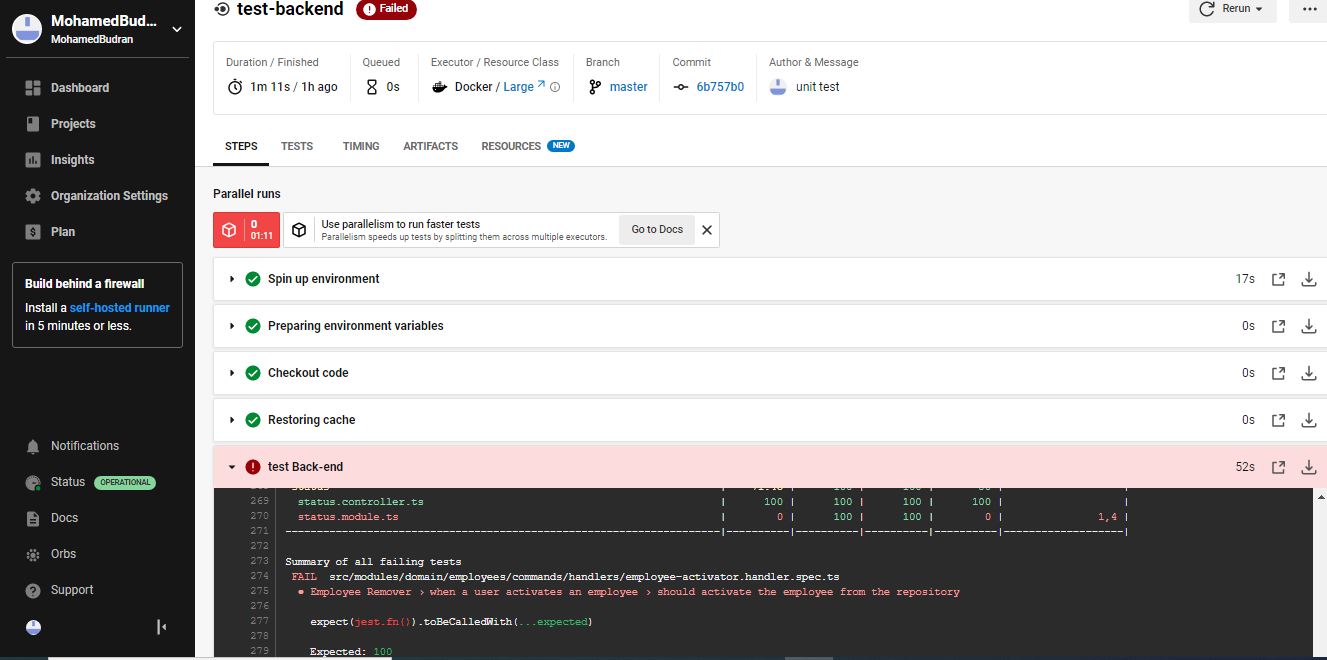 MohamedBud...
MohamedBudran
Dashboard
Projects
Insights
Organization Settings
Plan
Build behind a firewall
Install a self-hosted runner
in 5 minutes or less.
Notifications
Status OPERATIONAL
Docs
Orbs
Support
test-backend Failed
Rerun
Duration / Finished
1m 11s / 1h ago
Queued
0s
Executor / Resource Class
Docker / Large
Branch
master
Commit
6b757b0
Author & Message
unit test
STEPS TESTS TIMING ARTIFACTS RESOURCES NEW
Parallel runs
0
01:11
Use parallelism to run faster tests
Parallelism speeds up tests by splitting them across multiple executors.
Go to Docs
Spin up environment 17s
Preparing environment variables 0s
Checkout code 0s
Restoring cache 0s
test Back-end 52s
269 status.controller.ts | 100 | 100 | 100 | 100 | |
270 status.module.ts | 0 | 100 | 100 | 0 | 1,4 |
271 -----|-----|-----|-----|-----|-----|
272
273 Summary of all failing tests
274 FAIL src/modules/domain/employees/commands/handlers/employee-activator.handler.spec.ts
275 ● Employee Remover › when a user activates an employee › should activate the employee from the repository
276
277 expect(jest.fn()).toBeCalledWith(...expected)
278
279 Expected: 100